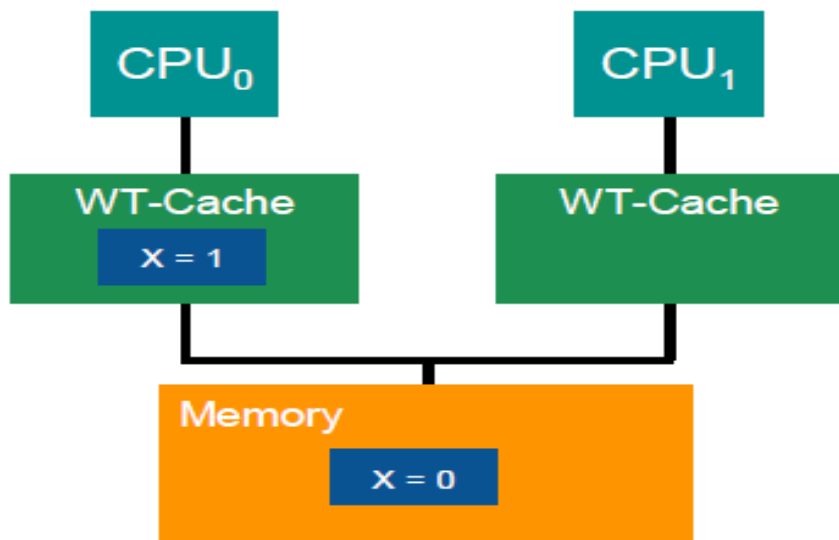 CPU₀
CPU₁
WT-Cache
WT-Cache
X = 1
Memory
X = 0